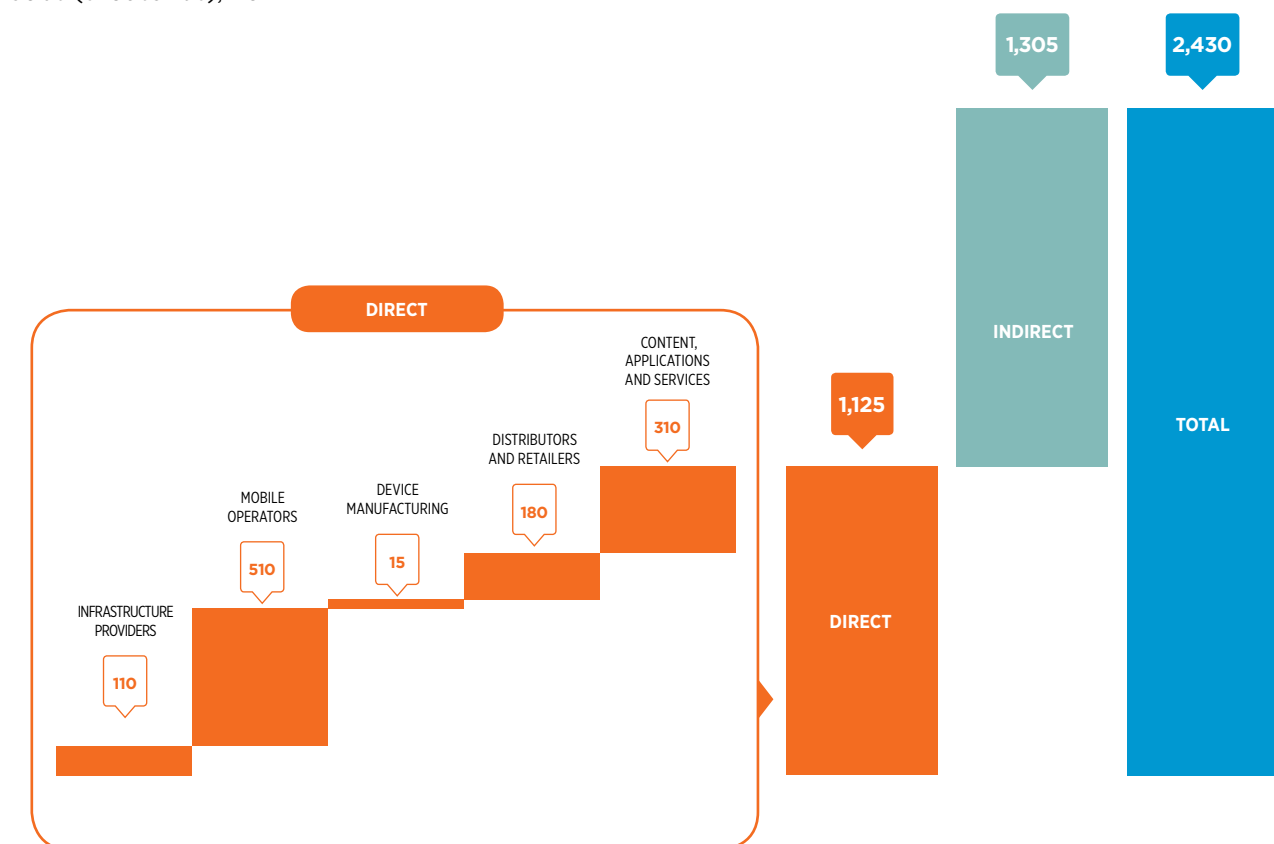 1,305
2,430
DIRECT
CONTENT,
APPLICATIONS
AND SERVICES
310
1,125
INDIRECT
TOTAL
DISTRIBUTORS
AND RETAILERS
180
DEVICE
MANUFACTURING
15
MOBILE
OPERATORS
510
INFRASTRUCTURE
PROVIDERS
110
DIRECT